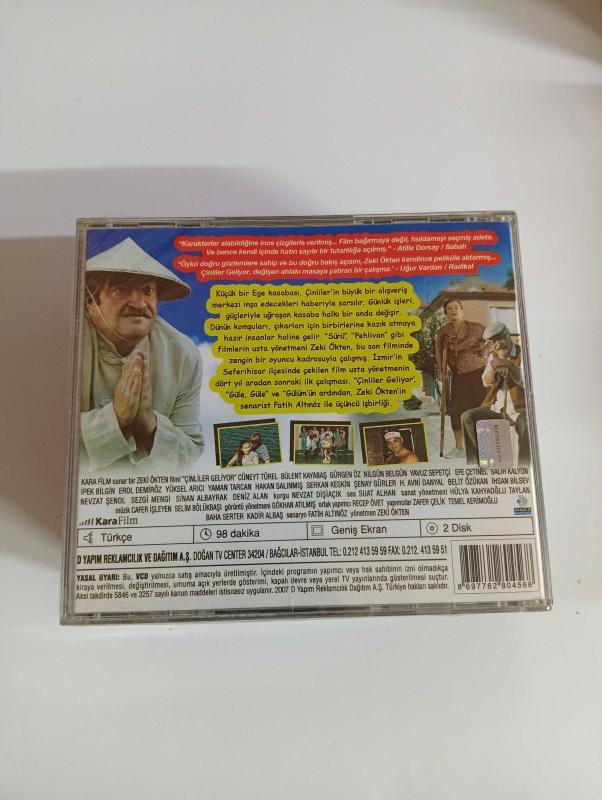 "Karakterler alabildiğine ince çizgilerle verilmiş... Film bağırmaya değil, fısıldamayı seçmiş adeta.
Ve bence kendi içinde hatırı sayılır bir tutarlılığa açılmış." - Atilla Dorsay / Sabah
"Öykü doğru gözlemlere sahip ve bu doğru bakış açısını, Zeki Ökten kendince peliküle aktarmış...
Çinliler Geliyor, değişen ahlakı masaya yatıran bir çalışma." - Uğur Vardan / Radikal
Küçük bir Ege kasabası, Çinliler'in büyük bir alışveriş
merkezi inşa edecekleri haberiyle sarsılır. Günlük işleri,
güçleriyle uğraşan kasaba halkı bir anda değişir.
Dünün komşuları, çıkarları için birbirlerine kazık atmaya
hazır insanlar haline gelir. "Sürü", "Pehlivan" gibi
filmlerin usta yönetmeni Zeki Ökten, bu son filminde
zengin bir oyuncu kadrosuyla çalışmış. İzmir'in
Seferihisar ilçesinde çekilen film usta yönetmenin
dört yıl aradan sonraki ilk çalışması. "Çinliler Geliyor",
"Güle, Güle" ve "Gülüm"ün ardından, Zeki Ökten'in
senarist Fatih Altınöz ile üçüncü işbirliği.
KARA FİLM sunar bir ZEKİ ÖKTEN filmi "ÇİNLİLER GELİYOR" CÜNEYT TÜREL BÜLENT KAYABAŞ GÜRGEN ÖZ NİLGÜN BELGÜN YAVUZ SEPETÇİ EFE ÇETİNEL SALİH KALYON
İPEK BİLGİN EROL DEMİRÖZ YÜKSEL ARICI YAMAN TARCAN HAKAN SALINMIŞ SERKAN KESKİN ŞENAY GÜRLER H. AVNİ DANYAL BELİT ÖZUKAN İHSAN BİLSEV
NEVZAT ŞENOL SEZGİ MENGİ SİNAN ALBAYRAK DENİZ ALAN kurgu NEVZAT DİŞİAÇIK ses SUAT ALHAN sanat yönetmeni HÜLYA KAHYAOĞLU TAYLAN
müzik CAFER İŞLEYEN SELİM BÖLÜKBAŞI görüntü yönetmeni GÖKHAN ATILMIŞ ortak yapımcı RECEP ÖVET yapımcılar ZAFER ÇELİK TEMEL KERİMOĞLU
BAHA SERTER KADİR ALBAŞ senaryo FATİH ALTINÖZ yönetmen ZEKİ ÖKTEN
KaraFilm
Türkçe 98 dakika Geniş Ekran 2 Disk
D YAPIM REKLAMCILIK VE DAĞITIM A.Ş. DOĞAN TV CENTER 34204 / BAĞCILAR-İSTANBUL TEL: 0.212 413 59 59 FAX: 0.212. 413 59 51
YASAL UYARI: Bu, VCD yalnızca satış amacıyla üretilmiştir. İçindeki programın yapımcı veya hak sahibinin izni olmadıkça
kiraya verilmesi, değiştirilmesi, umuma açık yerlerde gösterimi, kapalı devre veya genel TV yayınlarında gösterilmesi suçtur.
Aksi takdirde 5846 ve 3257 sayılı kanun maddeleri istisnasız uygulanır. 2007 D Yapım Reklamcılık Dağıtım A.Ş. Türkiye hakları saklıdır.
8 697762 804568